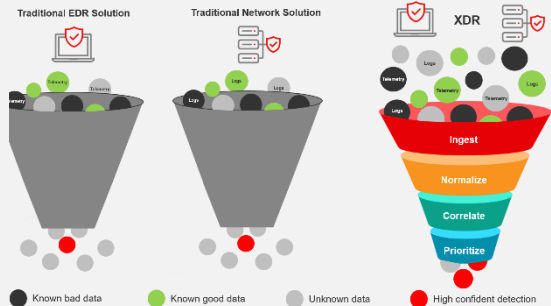 Traditional EDR Solution
Traditional Network Solution
XDR
Telemetry
Telemetry
Telemetry
Logs
Logs
Logs
Logs
Telemetry
Logs
Telemetry
Telemetry
Logs
Ingest
Normalize
Correlate
Prioritize
Known bad data
Known good data
Unknown data
High confident detection